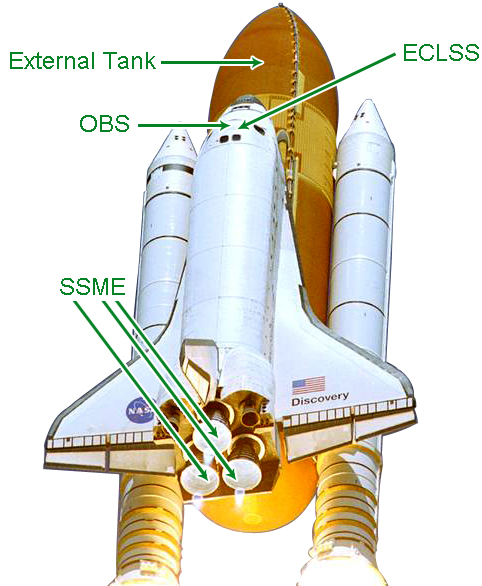 External Tank
ECLSS
OBS
SSME
NASA
Discovery